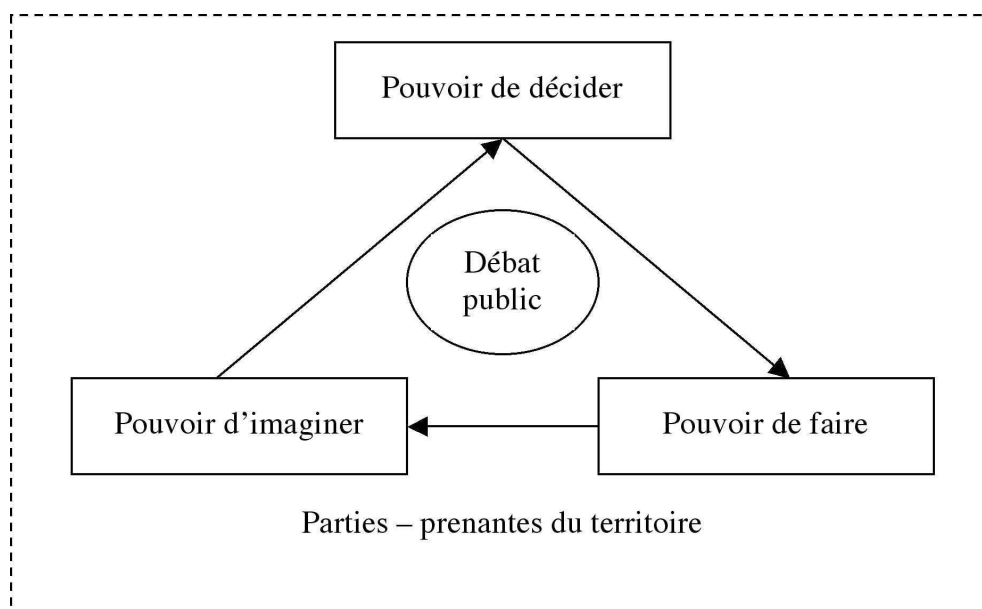 Pouvoir de décider
Débat
public
Pouvoir d’imaginer
Pouvoir de faire
Parties – prenantes du territoire